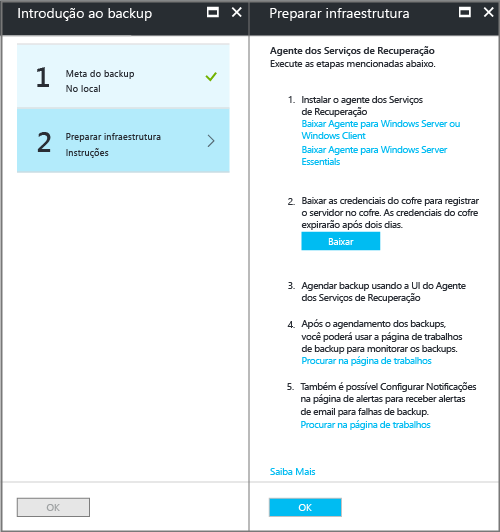 Introdução ao backup
1
Meta do backup
No local
2
Preparar infraestrutura
Instruções
OK
Preparar infraestrutura
Agente dos Serviços de Recuperação
Execute as etapas mencionadas abaixo.
1. Instalar o agente dos Serviços
de Recuperação
Baixar Agente para Windows Server ou
Windows Client
Baixar Agente para Windows Server
Essentials
2. Baixar as credenciais do cofre para registrar
o servidor no cofre. As credenciais do cofre
expirarão após dois dias.
Baixar
3. Agendar backup usando a UI do Agente
dos Serviços de Recuperação
4. Após o agendamento dos backups,
você poderá usar a página de trabalhos
de backup para monitorar os backups.
Procurar na página de trabalhos
5. Também é possível Configurar Notificações
na página de alertas para receber alertas
de email para falhas de backup.
Procurar na página de trabalhos
Saiba Mais
OK